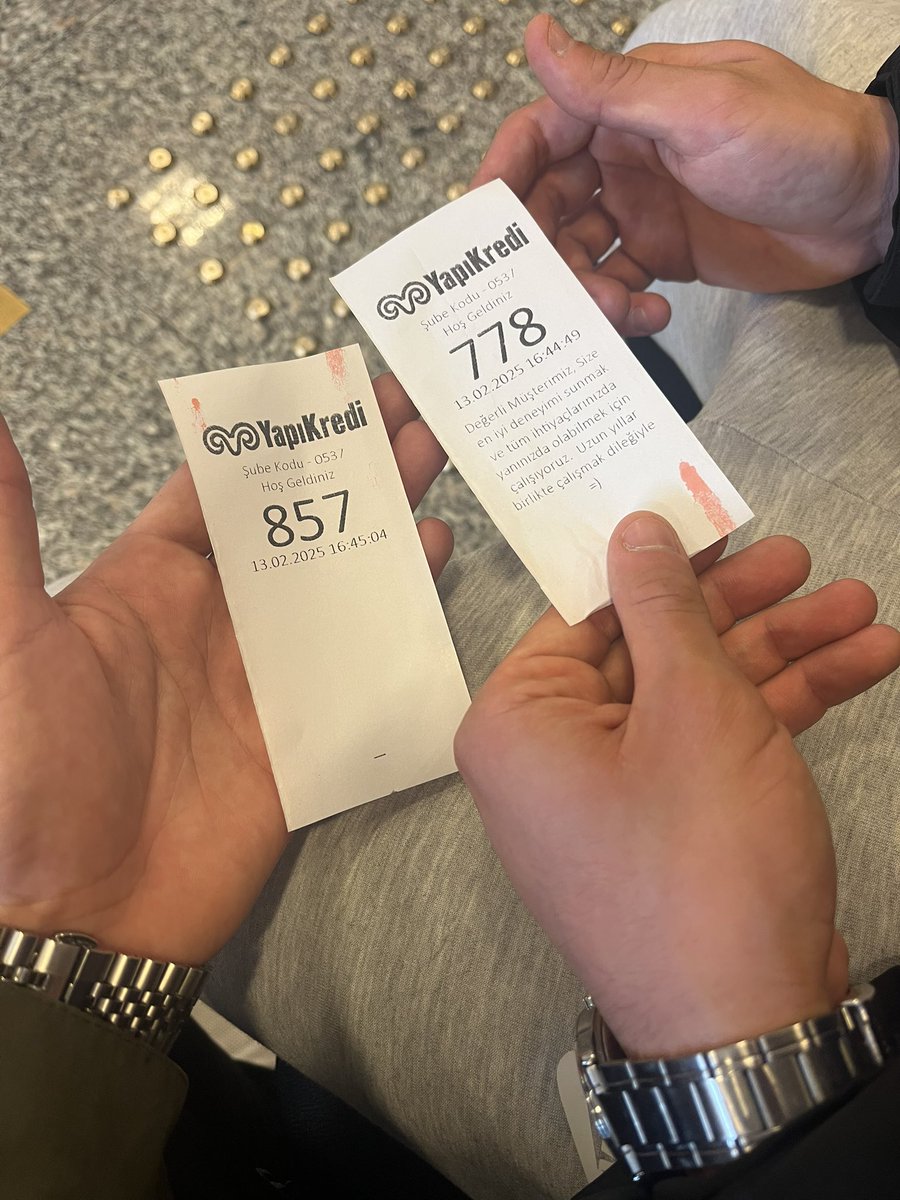 YapıKredi
Şube Kodu - 053 /
Hoş Geldiniz
857
13.02.2025 16:45:04
YapıKredi
Şube Kodu - 053 /
Hoş Geldiniz
778
13.02.2025 16:44:49
Değerli Müşterimiz, Size
en iyi deneyimi sunmak
ve tüm ihtiyaçlarınızda
yanınızda olabilmek için
çalışıyoruz. Uzun yıllar
birlikte çalışmak dileğiyle
=)